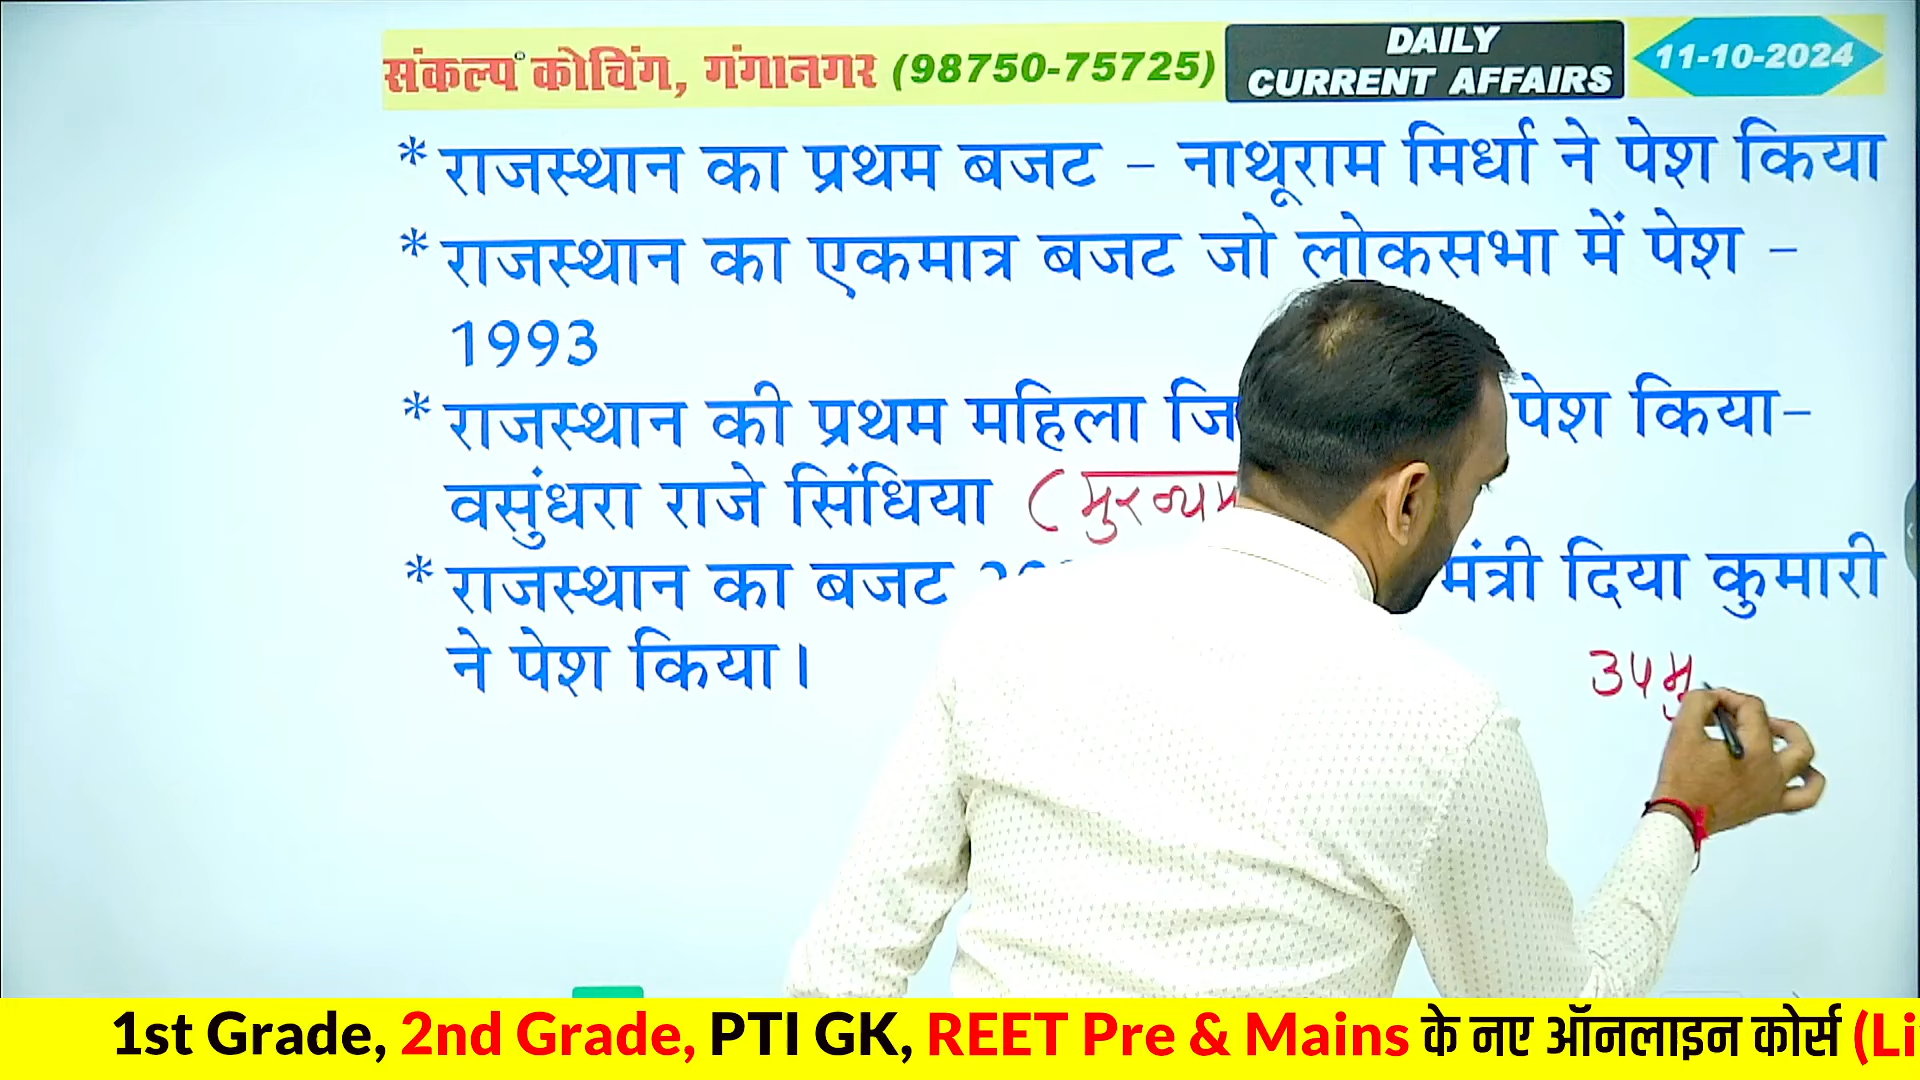 संकल्प कोचिंग, गंगानगर (98750-75725)
DAILY
CURRENT AFFAIRS
11-10-2024
* राजस्थान का प्रथम बजट - नाथूराम मिर्धा ने पेश किया
* राजस्थान का एकमात्र बजट जो लोकसभा में पेश -
1993
* राजस्थान की प्रथम महिला पेश किया-
वसुंधरा राजे सिंधिया (
* राजस्थान का बजट मंत्री दिया कुमारी
ने पेश किया।
1st Grade, 2nd Grade, PTI GK, REET Pre & Mains के नए ऑनलाइन कोर्स